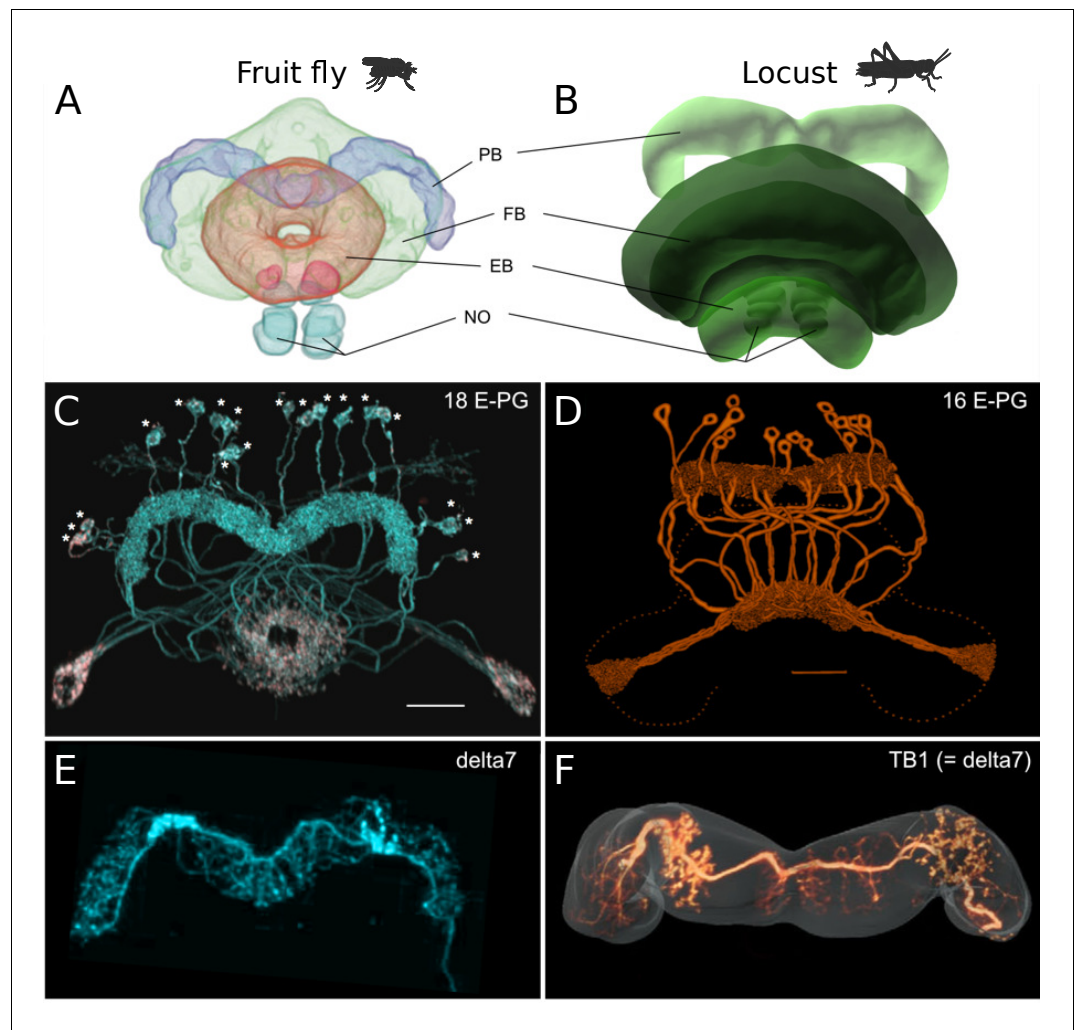 Fruit fly
Locust
A
B
PB
FB
EB
NO
C
18 E-PG
D
16 E-PG
E
delta7
F
TB1 (= delta7)